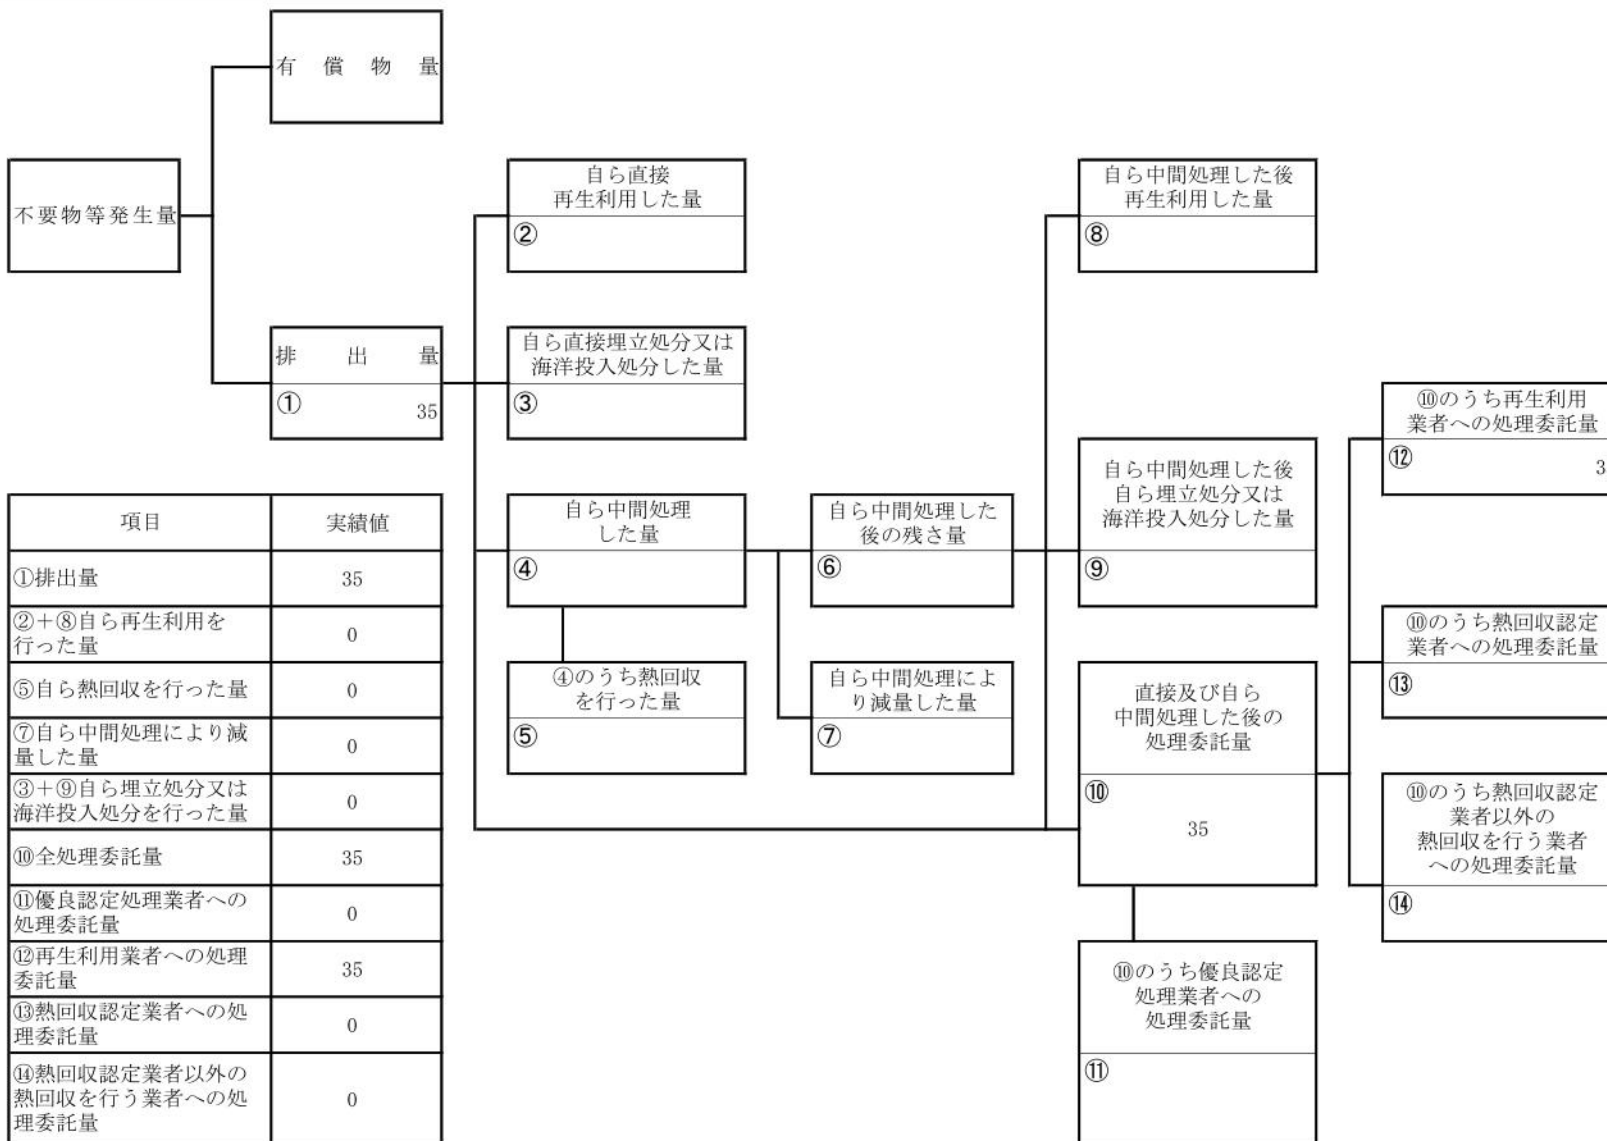 有償物量
不要物等発生量
排出量
①
35
自ら直接
再生利用した量
②
自ら直接埋立処分又は
海洋投入処分した量
③
自ら中間処理
した量
④
④のうち熱回収
を行った量
⑤
自ら中間処理した
後の残さ量
⑥
自ら中間処理によ
り減量した量
⑦
自ら中間処理した後
再生利用した量
⑧
自ら中間処理した後
自ら埋立処分又は
海洋投入処分した量
⑨
直接及び自ら
中間処理した後の
処理委託量
⑩
35
⑩のうち優良認定
処理業者への
処理委託量
⑪
⑩のうち再生利用
業者への処理委託量
⑫
3
⑩のうち熱回収認定
業者への処理委託量
⑬
⑩のうち熱回収認定
業者以外の
熱回収を行う業者
への処理委託量
⑭
項目 実績値
①排出量 35
②+⑧自ら再生利用を
行った量 0
⑤自ら熱回収を行った量 0
⑦自ら中間処理により減
量した量 0
③+⑨自ら埋立処分又は
海洋投入処分を行った量 0
⑩全処理委託量 35
⑪優良認定処理業者への
処理委託量 0
⑫再生利用業者への処理
委託量 35
⑬熱回収認定業者への処
理委託量 0
⑭熱回収認定業者以外の
熱回収を行う業者への処
理委託量 0